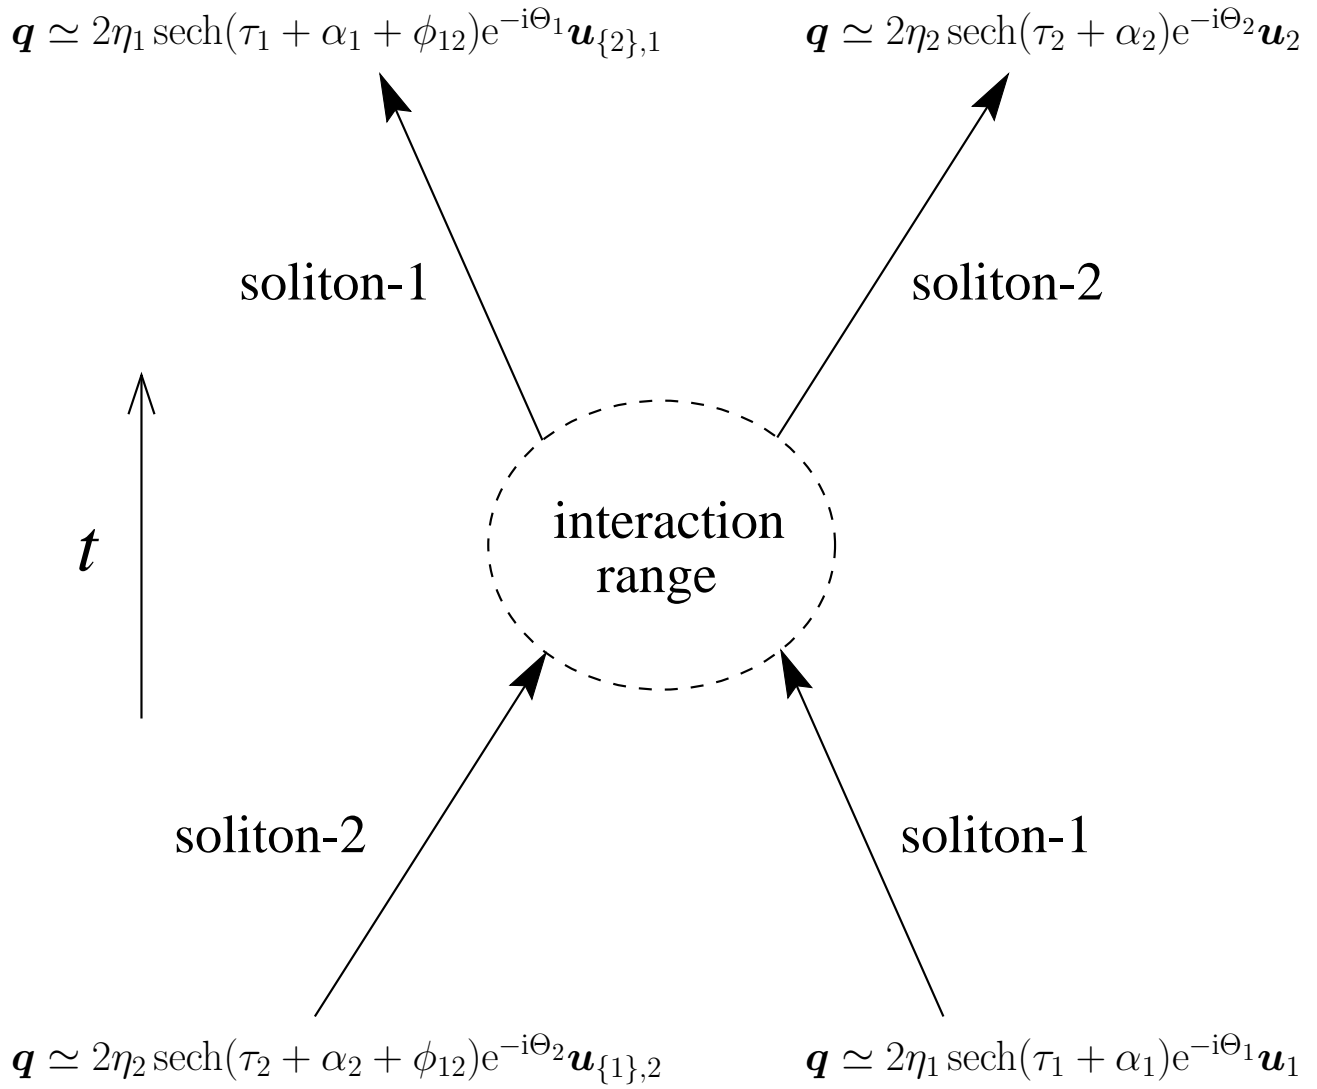 q ≃ 2η₁ sech(τ₁ + α₁ + ϕ₁₂)e^{−iΘ₁}u_{{2},1}
q ≃ 2η₂ sech(τ₂ + α₂)e^{−iΘ₂}u₂
soliton-1
soliton-2
t
interaction
range
soliton-2
soliton-1
q ≃ 2η₂ sech(τ₂ + α₂ + ϕ₁₂)e^{−iΘ₂}u_{{1},2}
q ≃ 2η₁ sech(τ₁ + α₁)e^{−iΘ₁}u₁